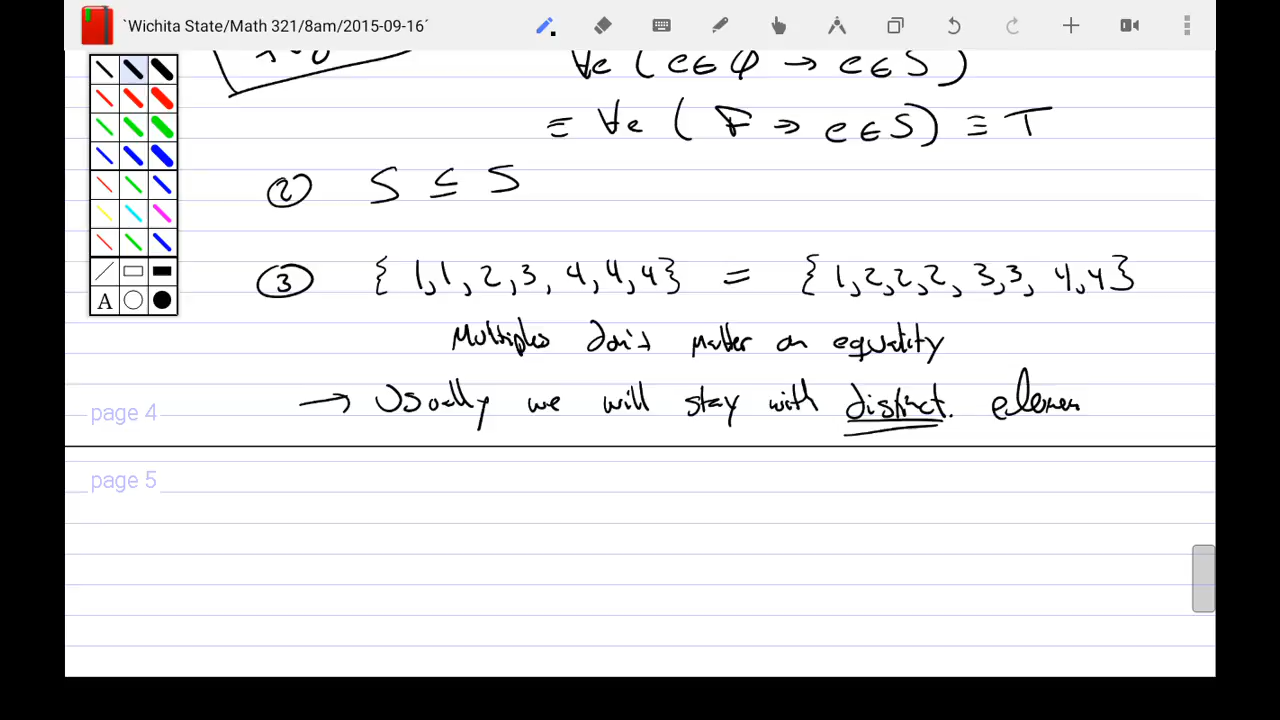 `Wichita State/Math 321/8am/2015-09-16´
∀e ( e ∈ φ → e ∈ S )
≡ ∀e ( F → e ∈ S ) ≡ T
② S ⊆ S
③ { 1,1,2,3,4,4,4} = { 1,2,2,2,3,3,4,4}
Multiples don't matter on equality
→ Usually we will stay with distinct. elemen
page 4
page 5
A